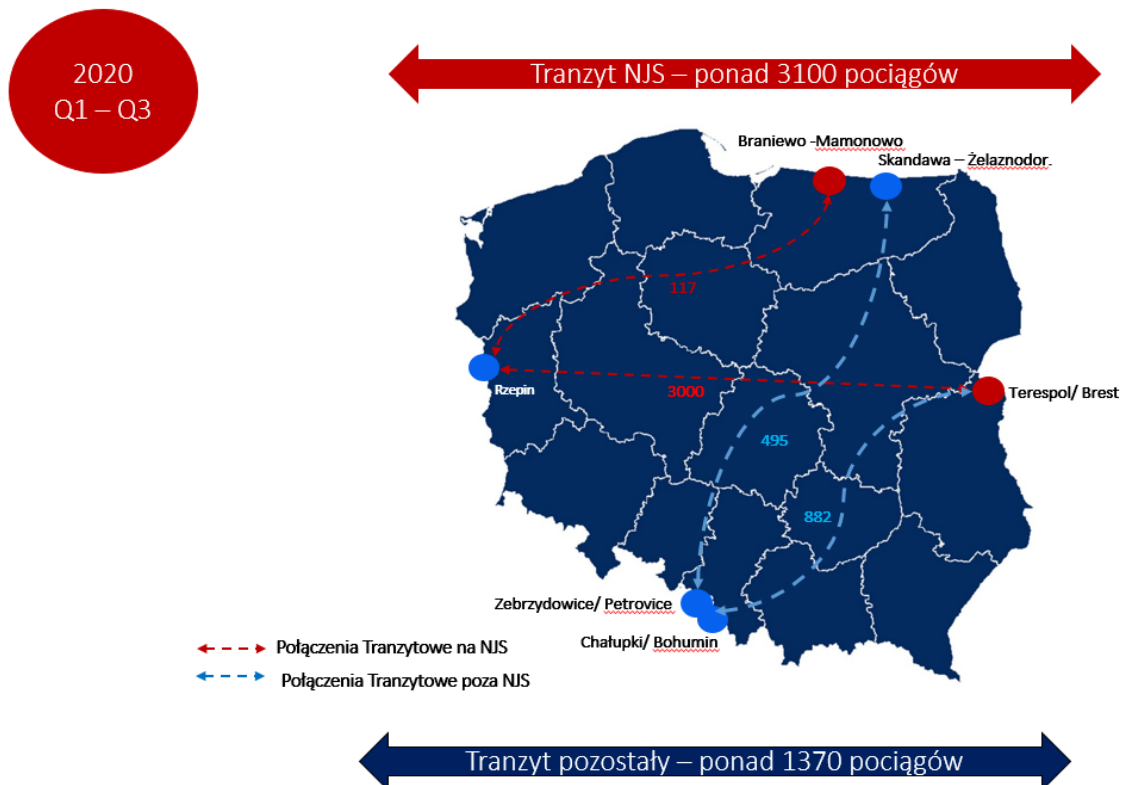 2020
Q1 – Q3
Tranzyt NJS – ponad 3100 pociągów
Braniewo -Mamonowo
Skandawa – Żelaznodor.
117
Rzepin
3000
Terespol/ Brest
495
882
Zebrzydowice/ Petrovice
Chałupki/ Bohumin
Połączenia Tranzytowe na NJS
Połączenia Tranzytowe poza NJS
Tranzyt pozostały – ponad 1370 pociągów